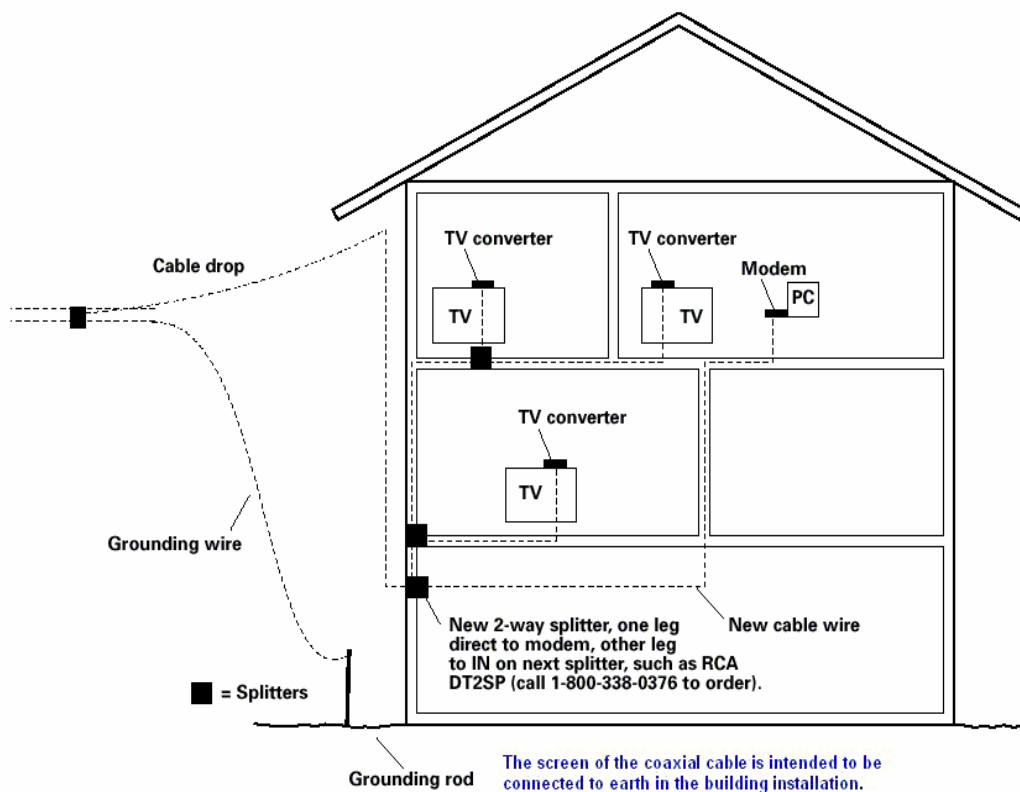 TV converter
TV converter
Modem
PC
TV
TV
Cable drop
TV converter
TV
Grounding wire
New 2-way splitter, one leg
direct to modem, other leg
to IN on next splitter, such as RCA
DT2SP (call 1-800-338-0376 to order).
New cable wire
= Splitters
Grounding rod
The screen of the coaxial cable is intended to be
connected to earth in the building installation.